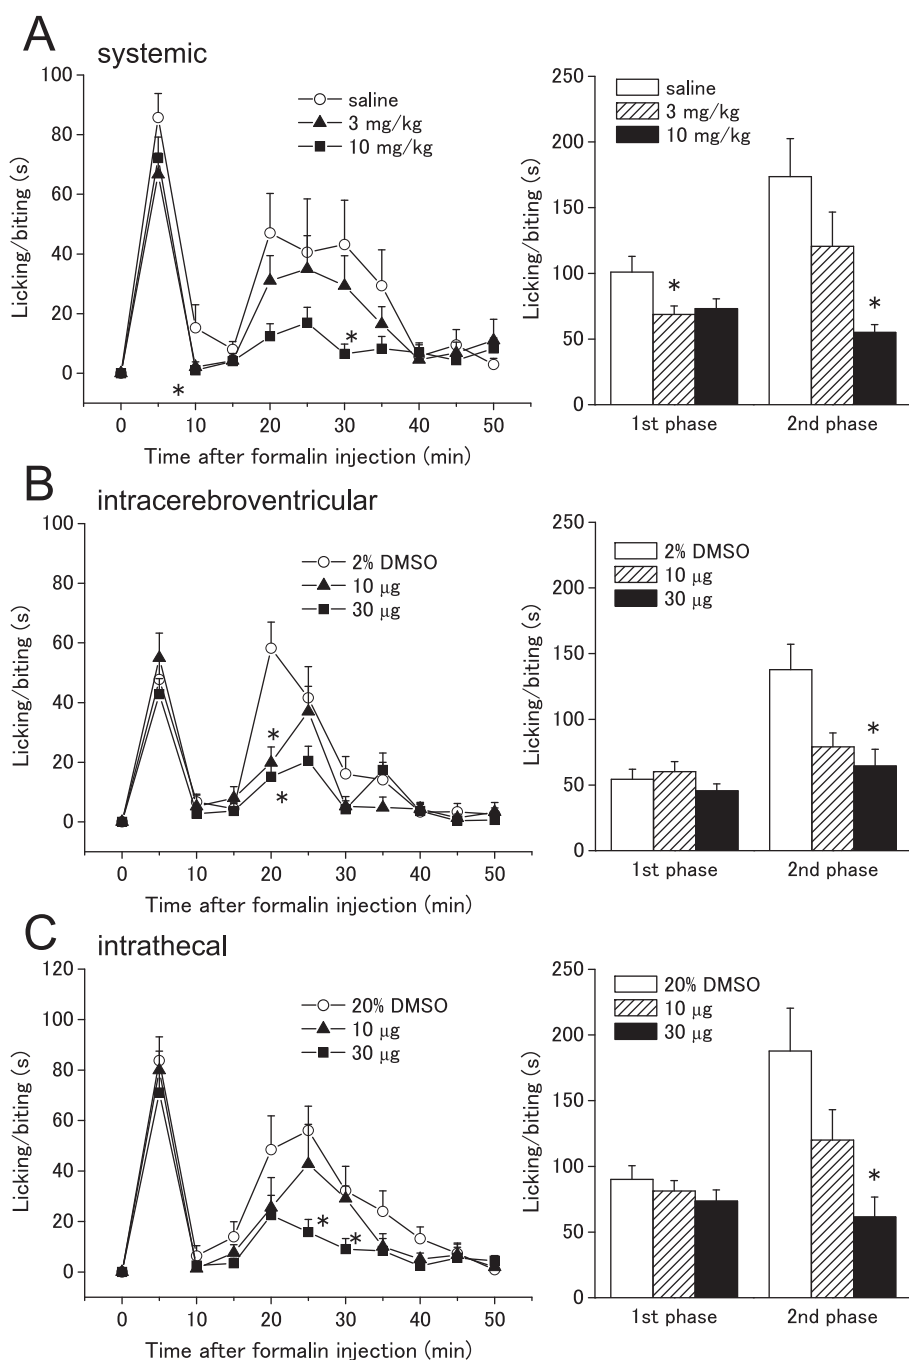 A
systemic
100
80
60
40
20
0
Licking/biting (s)
saline
3 mg/kg
10 mg/kg
*
*
0 10 20 30 40 50
Time after formalin injection (min)
250
200
150
100
50
0
Licking/biting (s)
saline
3 mg/kg
10 mg/kg
*
*
1st phase 2nd phase
B
intracerebroventricular
100
80
60
40
20
0
Licking/biting (s)
2% DMSO
10 μg
30 μg
*
*
0 10 20 30 40 50
Time after formalin injection (min)
250
200
150
100
50
0
Licking/biting (s)
2% DMSO
10 μg
30 μg
*
1st phase 2nd phase
C
intrathecal
120
100
80
60
40
20
0
Licking/biting (s)
20% DMSO
10 μg
30 μg
*
*
0 10 20 30 40 50
Time after formalin injection (min)
250
200
150
100
50
0
Licking/biting (s)
20% DMSO
10 μg
30 μg
*
1st phase 2nd phase